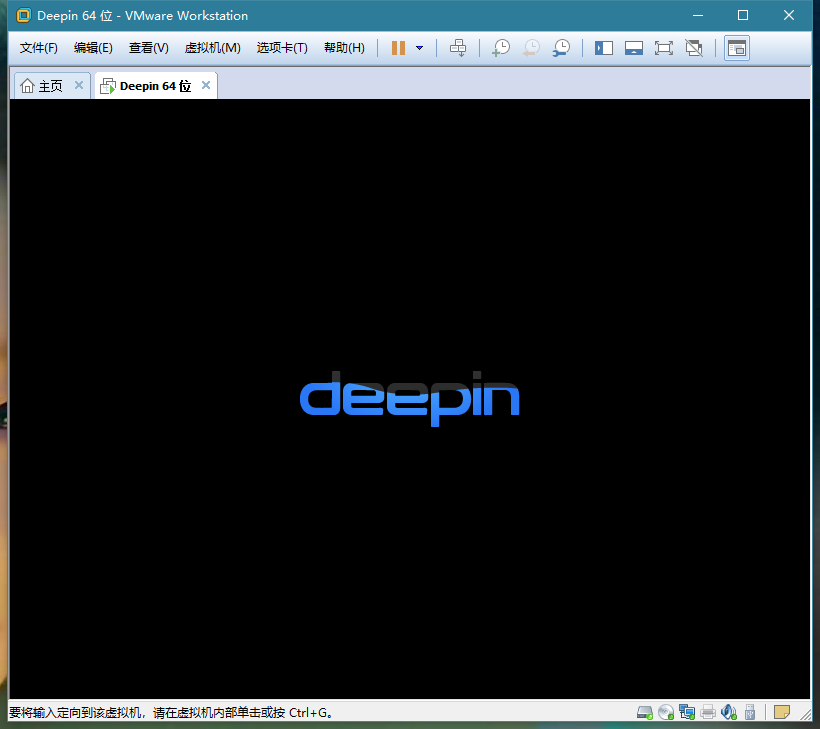 Deepin 64 位 - VMware Workstation
文件(F) 编辑(E) 查看(V) 虚拟机(M) 选项卡(T) 帮助(H)
主页 Deepin 64 位
deepin
要将输入定向到该虚拟机，请在虚拟机内部单击或按 Ctrl+G。